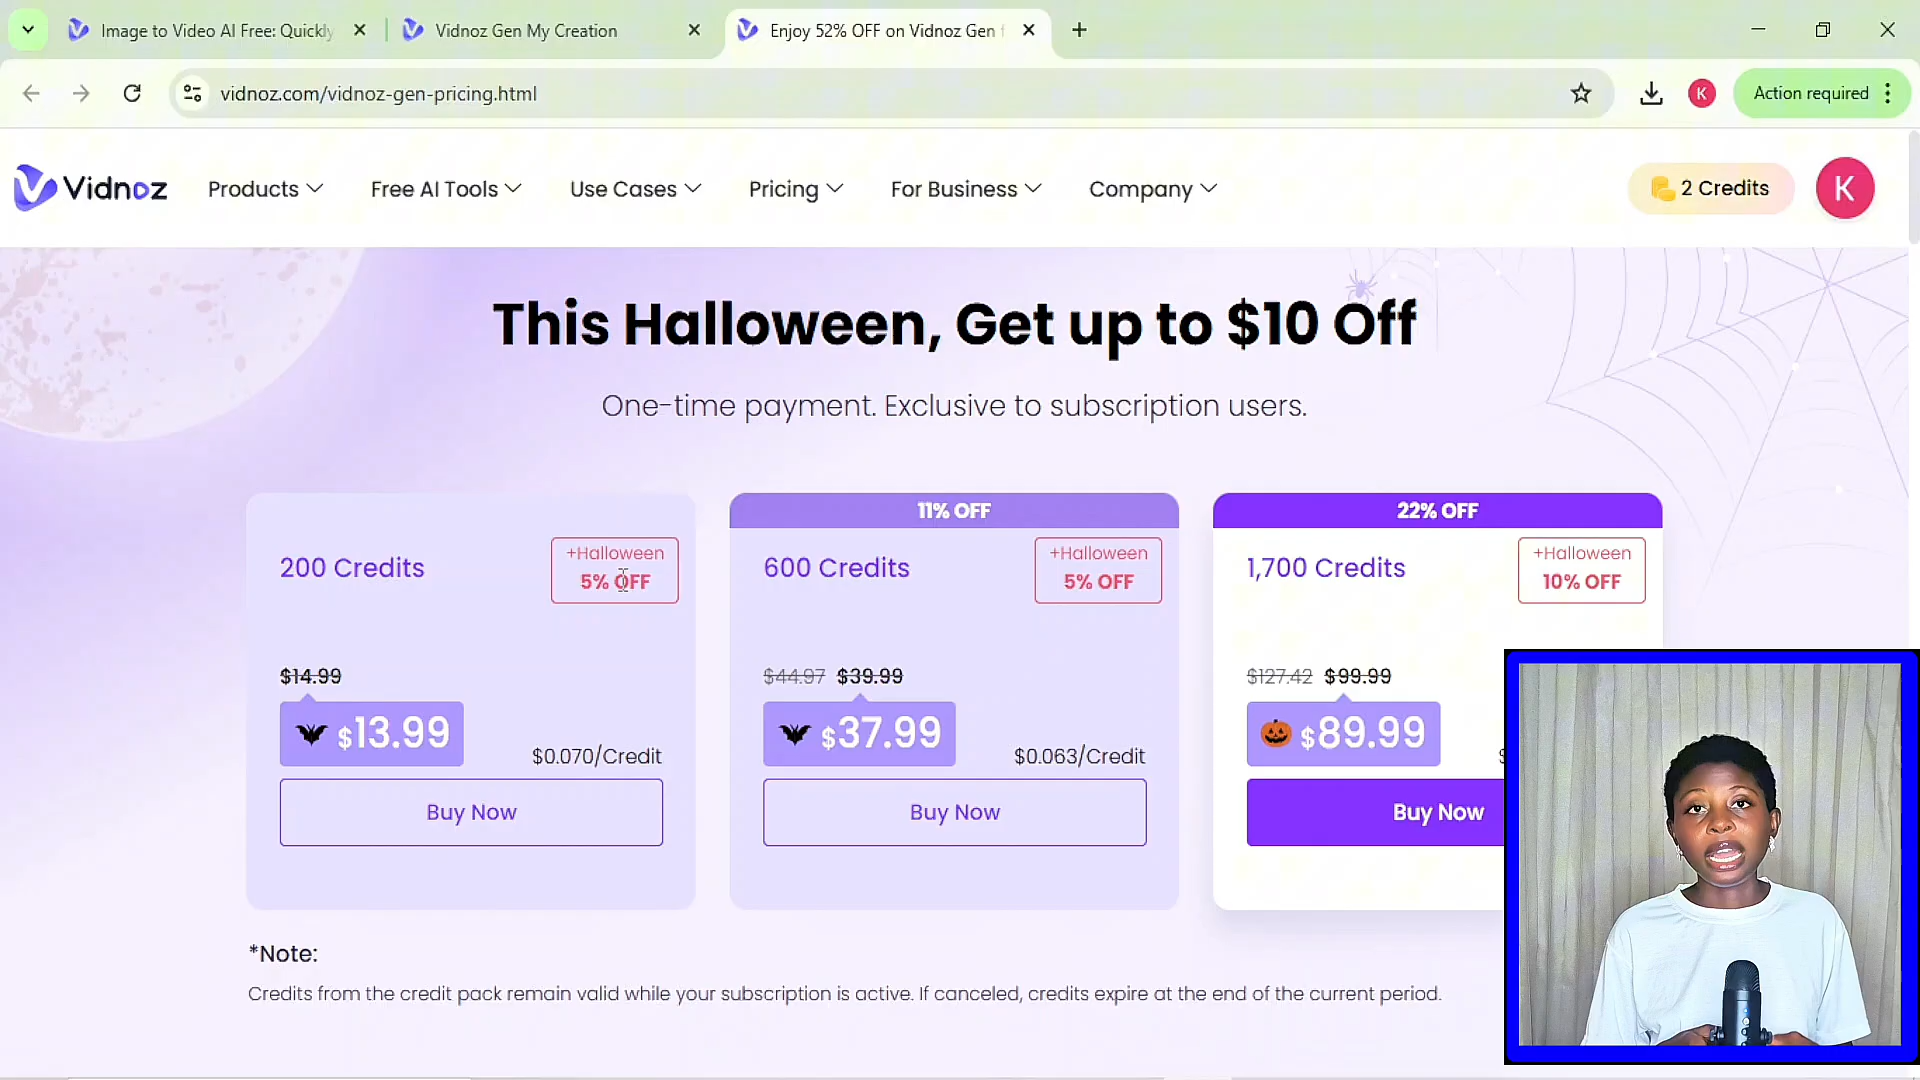 Image to Video AI Free: Quickly
Vidnoz Gen My Creation
Enjoy 52% OFF on Vidnoz Gen
vidnoz.com/vidnoz-gen-pricing.html
K
Action required
Vidnoz
Products
Free AI Tools
Use Cases
Pricing
For Business
Company
2 Credits
K
This Halloween, Get up to $10 Off
One-time payment. Exclusive to subscription users.
200 Credits
+Halloween
5% OFF
$14.99
$13.99
$0.070/Credit
Buy Now
11% OFF
600 Credits
+Halloween
5% OFF
$44.97 $39.99
$37.99
$0.063/Credit
Buy Now
22% OFF
1,700 Credits
+Halloween
10% OFF
$127.42 $99.99
$89.99
Buy Now
*Note:
Credits from the credit pack remain valid while your subscription is active. If canceled, credits expire at the end of the current period.